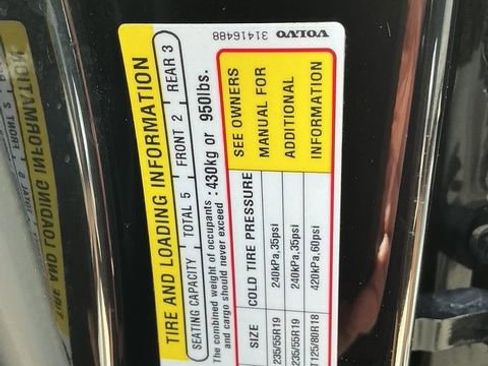 TIRE AND LOADING INFORMATION
SEATING CAPACITY TOTAL 5 FRONT 2 REAR 3
The combined weight of occupants
and cargo should never exceed : 430kg or 950lbs.
SIZE COLD TIRE PRESSURE SEE OWNERS
235/55R19 240kPa,35psi MANUAL FOR
235/55R19 240kPa,35psi ADDITIONAL
T125/80R18 420kPa,60psi INFORMATION
31416488 VOLVO